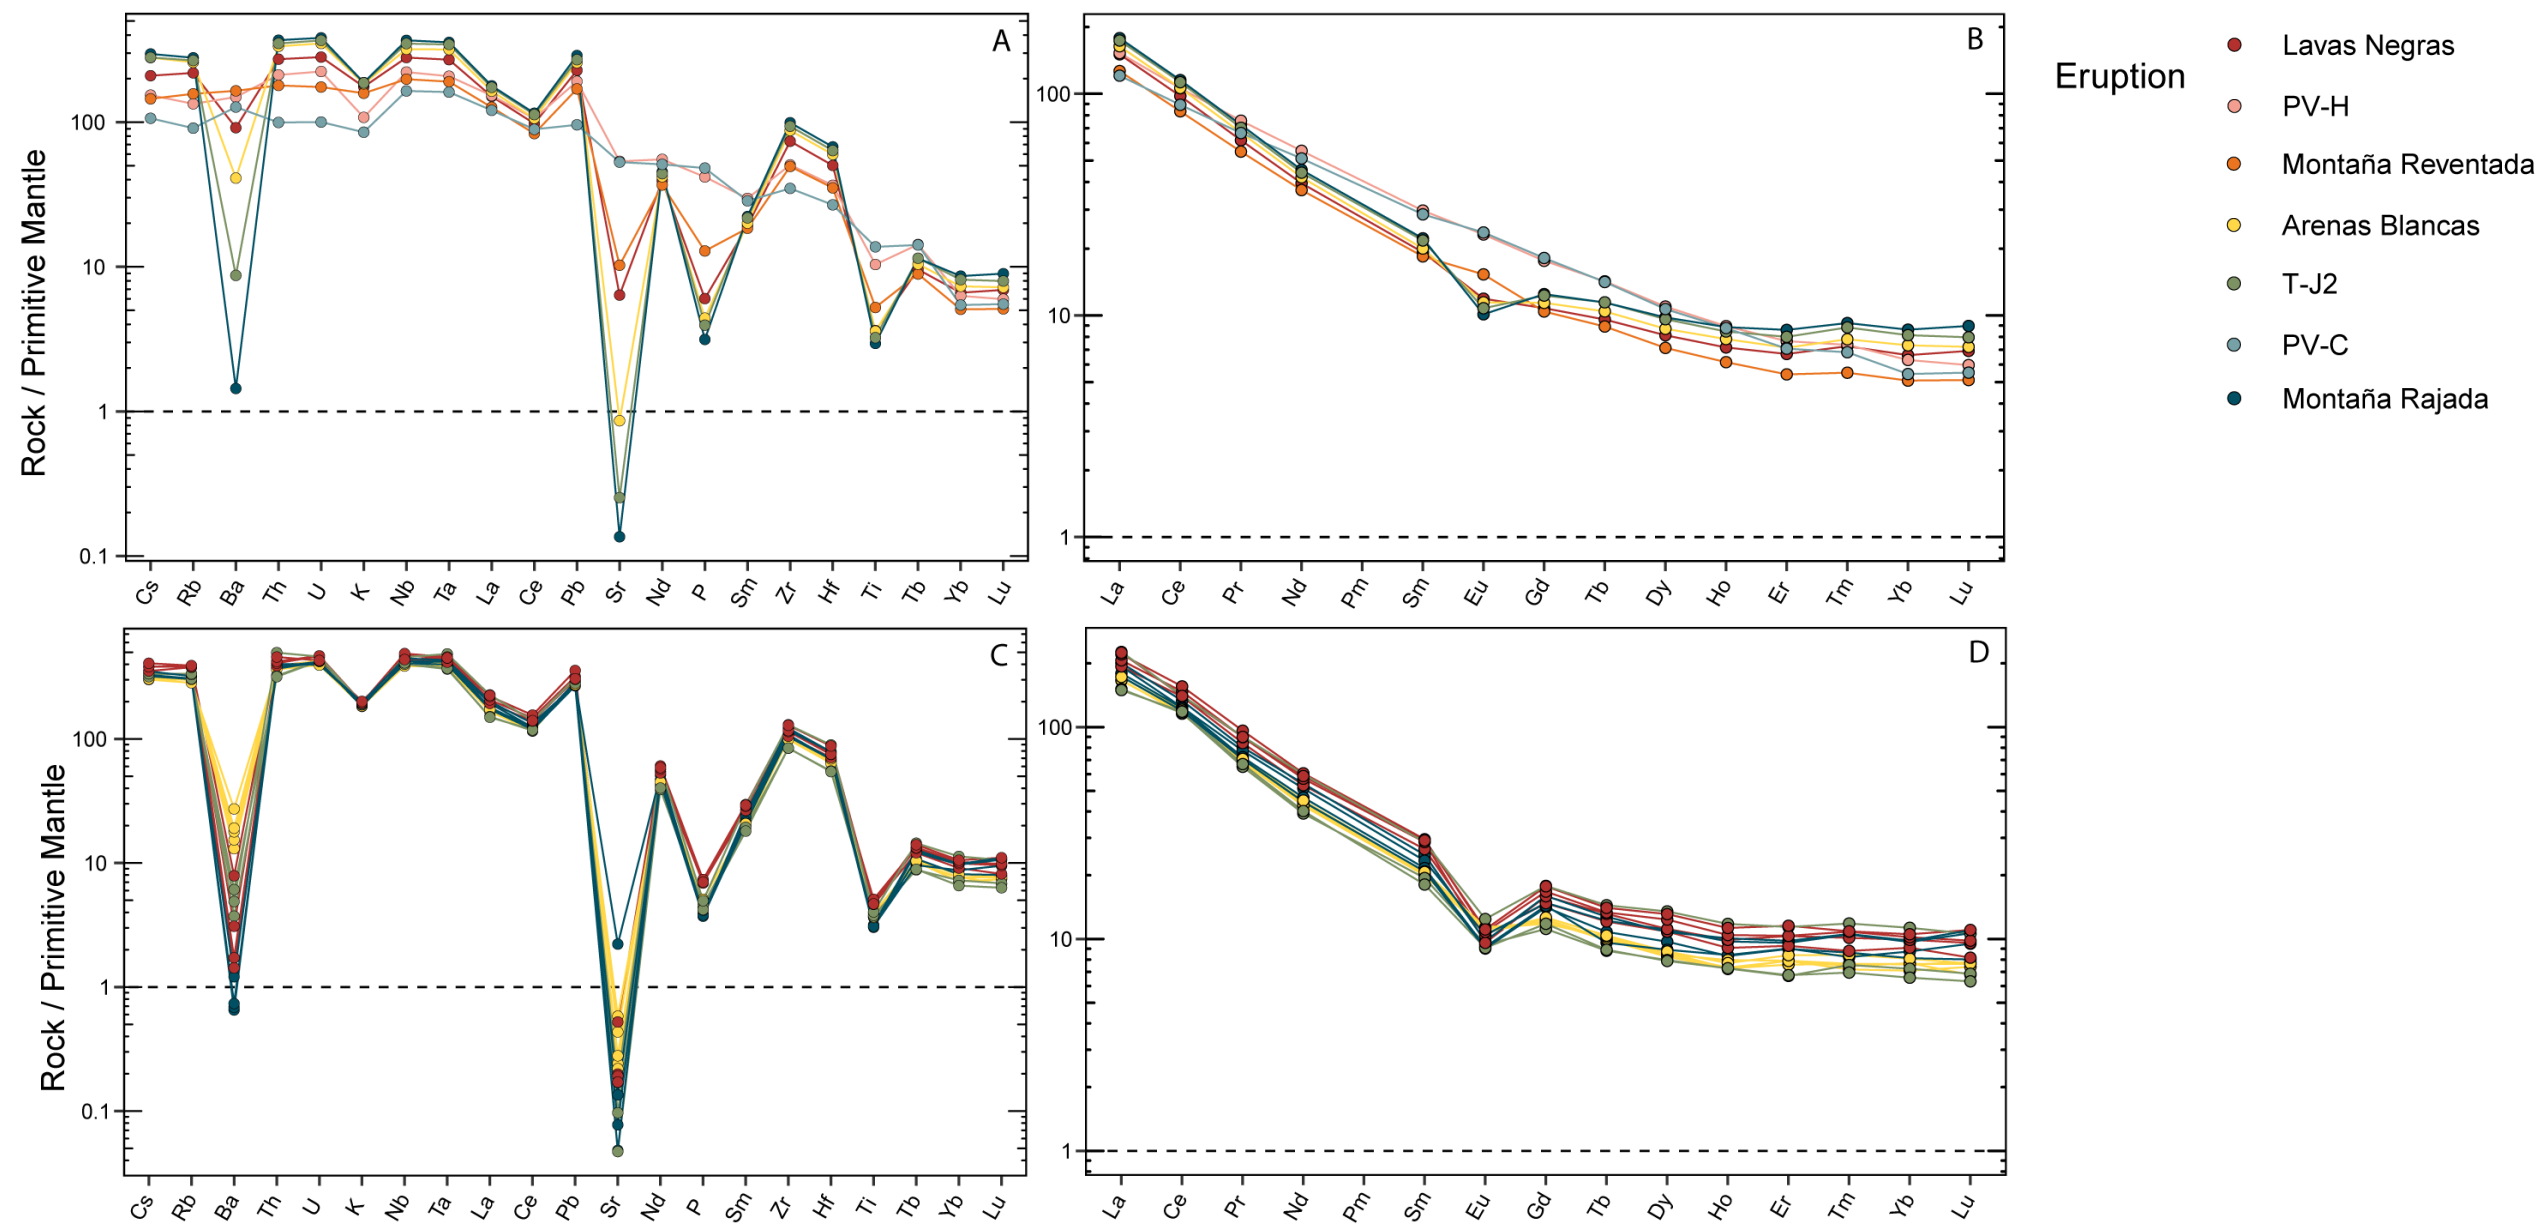 A
Rock / Primitive Mantle
100
10
1
0.1
Cs Rb Ba Th U K Nb Ta La Ce Pb Sr Nd P Sm Zr Hf Ti Tb Yb Lu
B
100
10
1
La Ce Pr Nd Pm Sm Eu Gd Tb Dy Ho Er Tm Yb Lu
Eruption
Lavas Negras
PV-H
Montaña Reventada
Arenas Blancas
T-J2
PV-C
Montaña Rajada
C
Rock / Primitive Mantle
100
10
1
0.1
Cs Rb Ba Th U K Nb Ta La Ce Pb Sr Nd P Sm Zr Hf Ti Tb Yb Lu
D
100
10
1
La Ce Pr Nd Pm Sm Eu Gd Tb Dy Ho Er Tm Yb Lu